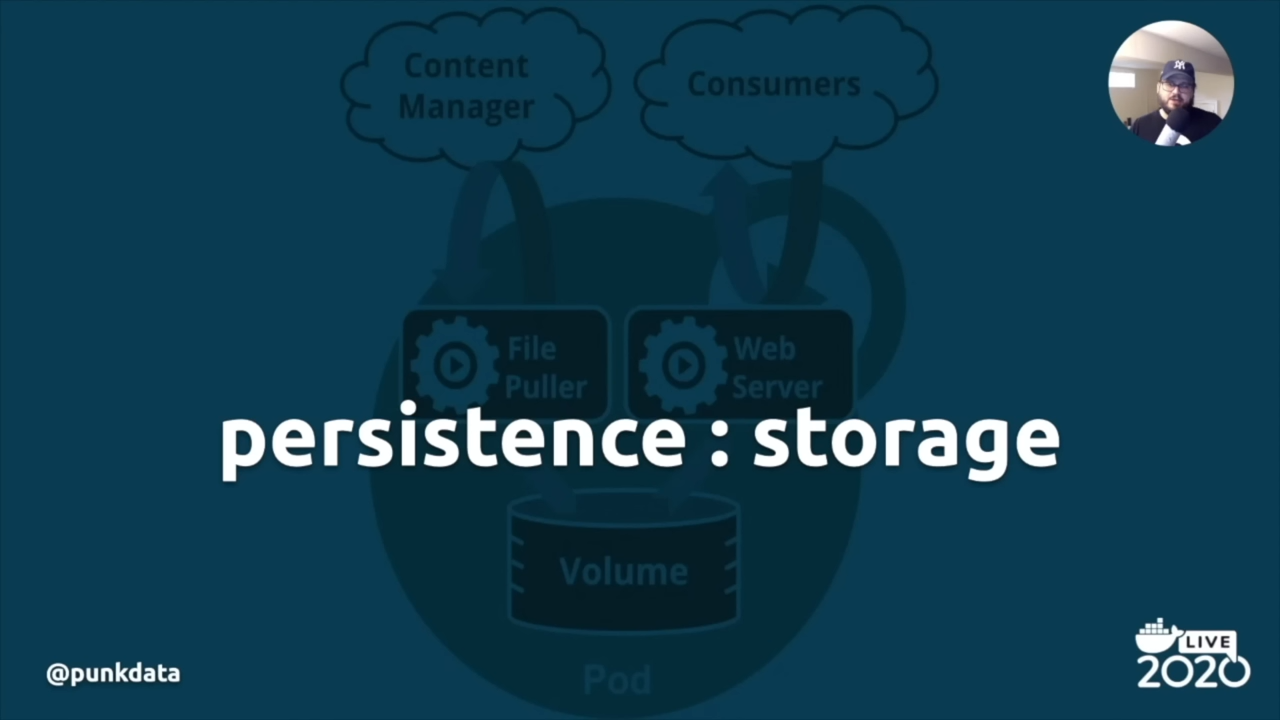 Content
Manager
Consumers
File
Puller
Web
Server
persistence : storage
Volume
Pod
@punkdata
LIVE
2020